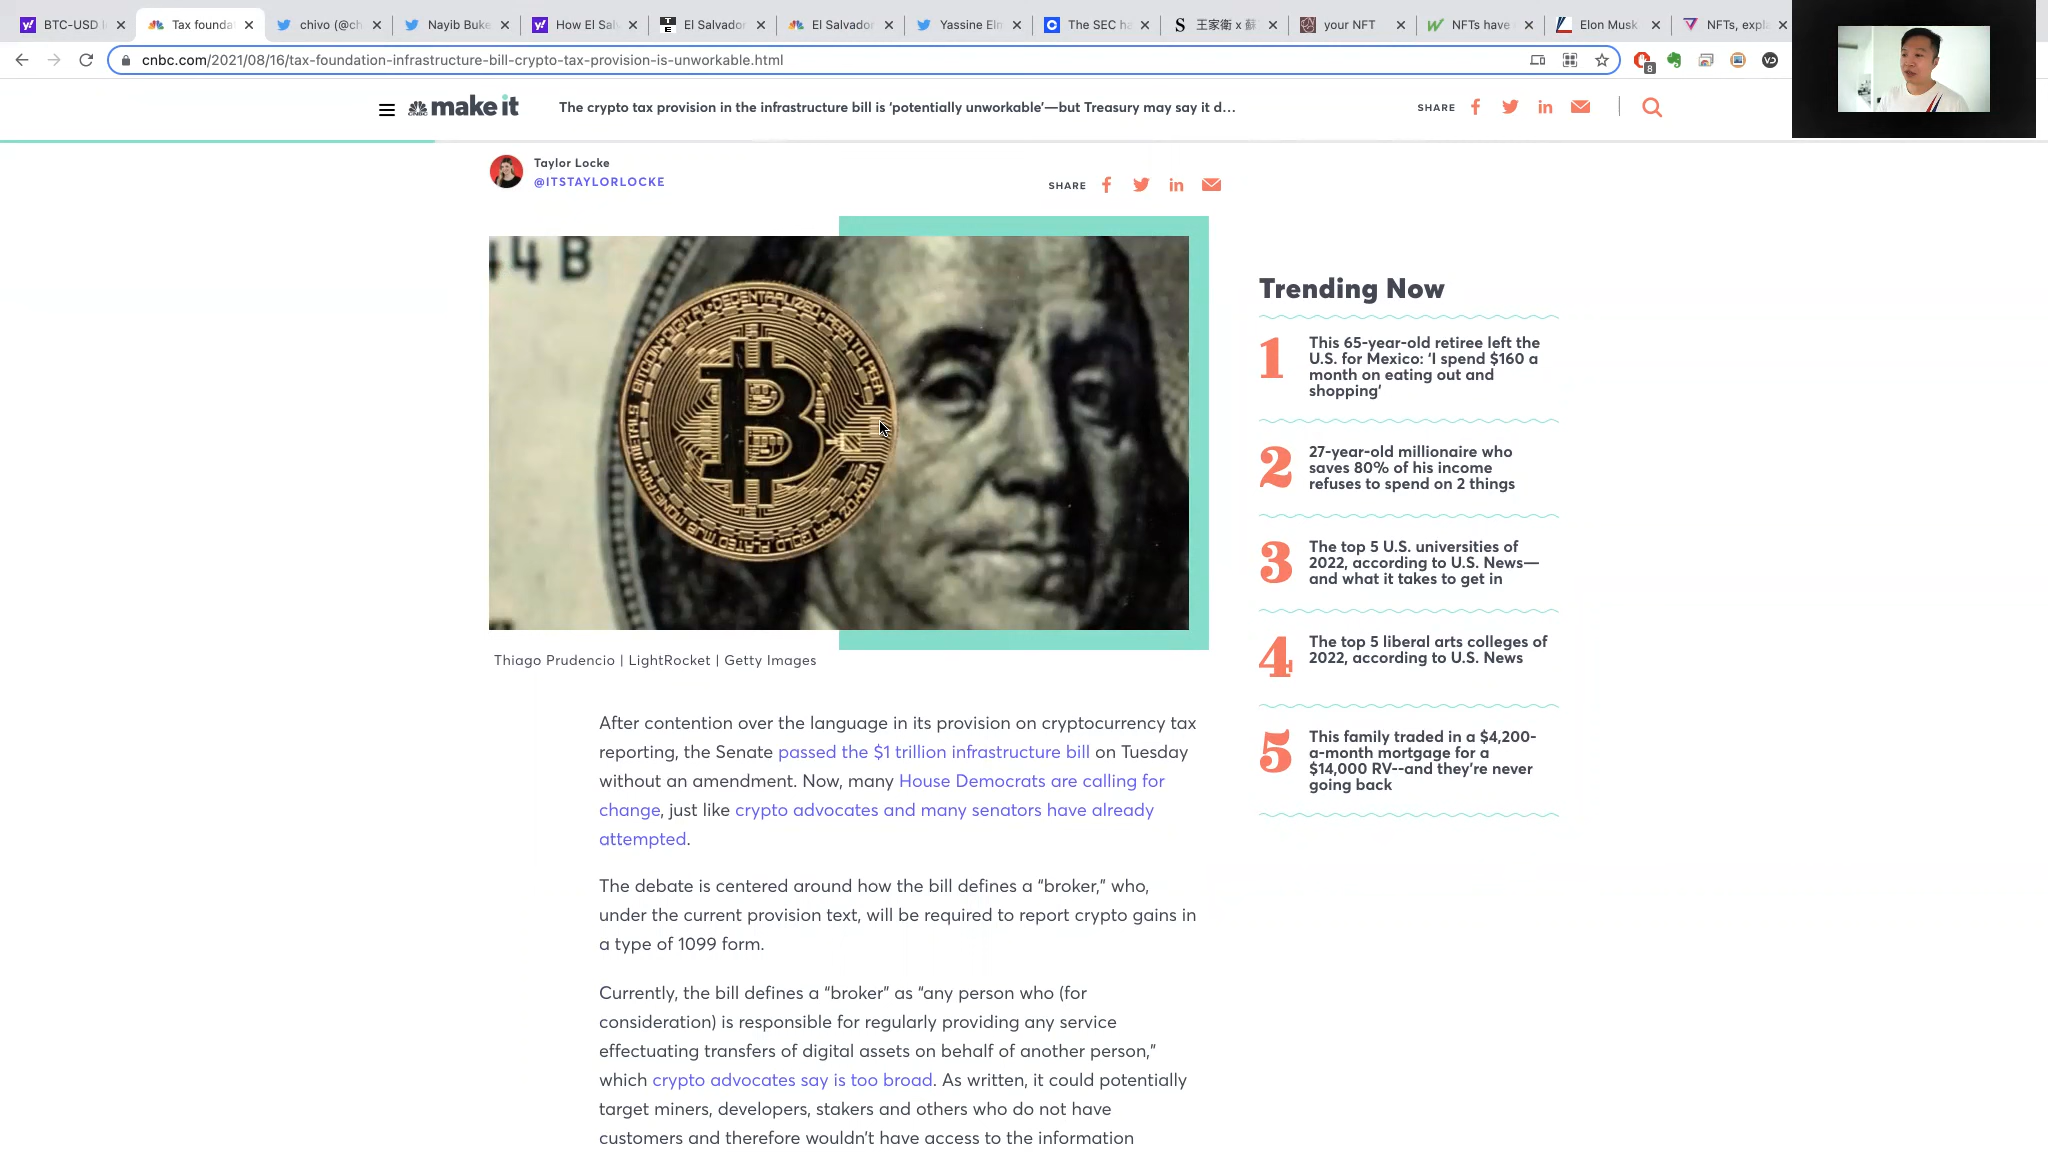 BTC-USD
Tax founda
chivo (@ch
Nayib Buke
How El Sal
El Salvador
El Salvador
Yassine Elm
The SEC ha
王家衛 x 蘇
your NFT
NFTs have
Elon Musk
NFTs, expla
cnbc.com/2021/08/16/tax-foundation-infrastructure-bill-crypto-tax-provision-is-unworkable.html
8
make it
The crypto tax provision in the infrastructure bill is ‘potentially unworkable’—but Treasury may say it d…
SHARE
Taylor Locke
@ITSTAYLORLOCKE
SHARE
44 B
BITCOIN·DIGITAL·DECENTRALIZED·PEER TO PEER
Thiago Prudencio | LightRocket | Getty Images
After contention over the language in its provision on cryptocurrency tax
reporting, the Senate passed the $1 trillion infrastructure bill on Tuesday
without an amendment. Now, many House Democrats are calling for
change, just like crypto advocates and many senators have already
attempted.
The debate is centered around how the bill defines a “broker,” who,
under the current provision text, will be required to report crypto gains in
a type of 1099 form.
Currently, the bill defines a “broker” as “any person who (for
consideration) is responsible for regularly providing any service
effectuating transfers of digital assets on behalf of another person,”
which crypto advocates say is too broad. As written, it could potentially
target miners, developers, stakers and others who do not have
customers and therefore wouldn’t have access to the information
Trending Now
1
This 65-year-old retiree left the
U.S. for Mexico: ‘I spend $160 a
month on eating out and
shopping’
2
27-year-old millionaire who
saves 80% of his income
refuses to spend on 2 things
3
The top 5 U.S. universities of
2022, according to U.S. News—
and what it takes to get in
4
The top 5 liberal arts colleges of
2022, according to U.S. News
5
This family traded in a $4,200-
a-month mortgage for a
$14,000 RV--and they’re never
going back